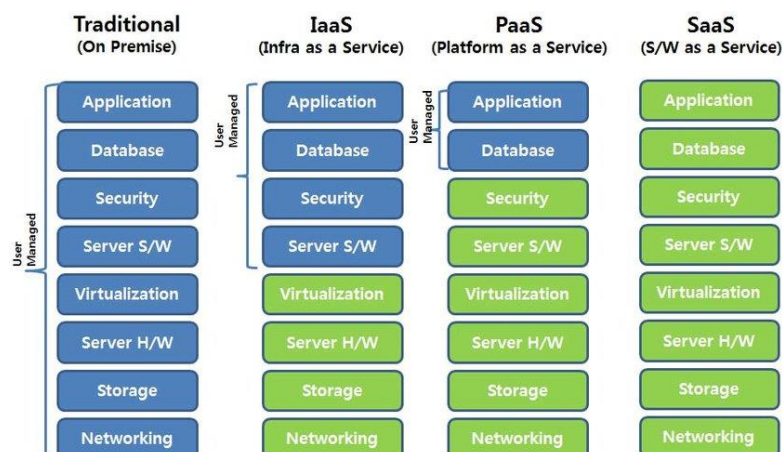 Traditional
(On Premise)
IaaS
(Infra as a Service)
PaaS
(Platform as a Service)
SaaS
(S/W as a Service)
User
Managed
Application
Database
Security
Server S/W
Virtualization
Server H/W
Storage
Networking
User
Managed
Application
Database
Security
Server S/W
Virtualization
Server H/W
Storage
Networking
User
Managed
Application
Database
Security
Server S/W
Virtualization
Server H/W
Storage
Networking
Application
Database
Security
Server S/W
Virtualization
Server H/W
Storage
Networking